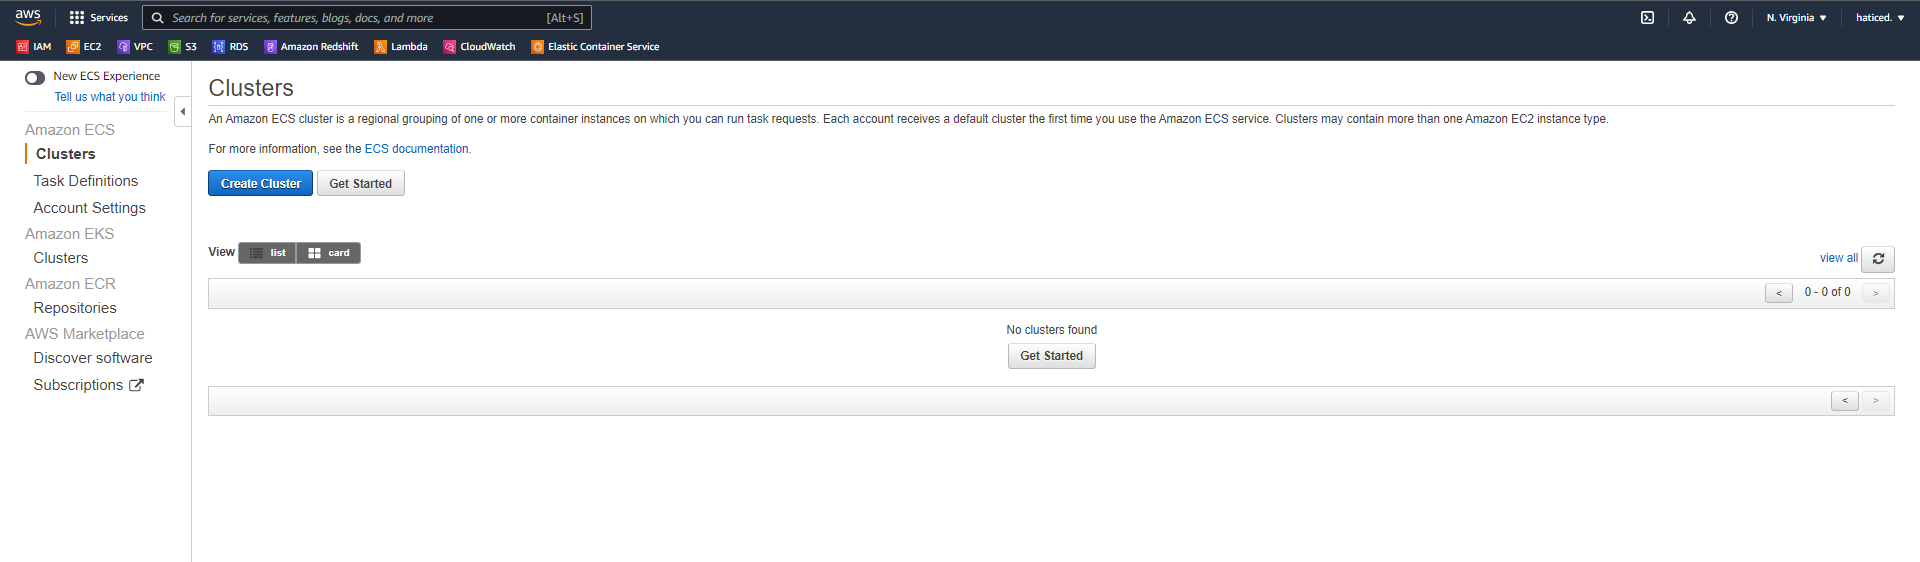 aws Services Search for services, features, blogs, docs, and more [Alt+S] N. Virginia ▼ haticed. ▼
IAM EC2 VPC S3 RDS Amazon Redshift Lambda CloudWatch Elastic Container Service
New ECS Experience
Tell us what you think
Amazon ECS
Clusters
Task Definitions
Account Settings
Amazon EKS
Clusters
Amazon ECR
Repositories
AWS Marketplace
Discover software
Subscriptions
Clusters
An Amazon ECS cluster is a regional grouping of one or more container instances on which you can run task requests. Each account receives a default cluster the first time you use the Amazon ECS service. Clusters may contain more than one Amazon EC2 instance type.
For more information, see the ECS documentation.
Create Cluster Get Started
View list card
view all
< 0 - 0 of 0 >
No clusters found
Get Started
< >